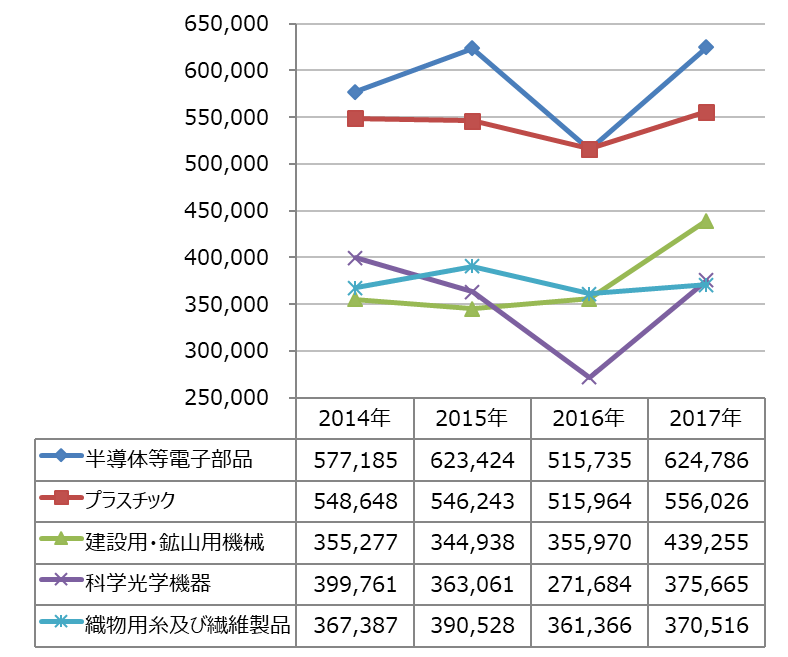 650,000
600,000
550,000
500,000
450,000
400,000
350,000
300,000
250,000
2014年 2015年 2016年 2017年
半導体等電子部品 577,185 623,424 515,735 624,786
プラスチック 548,648 546,243 515,964 556,026
建設用・鉱山用機械 355,277 344,938 355,970 439,255
科学光学機器 399,761 363,061 271,684 375,665
織物用糸及び繊維製品 367,387 390,528 361,366 370,516